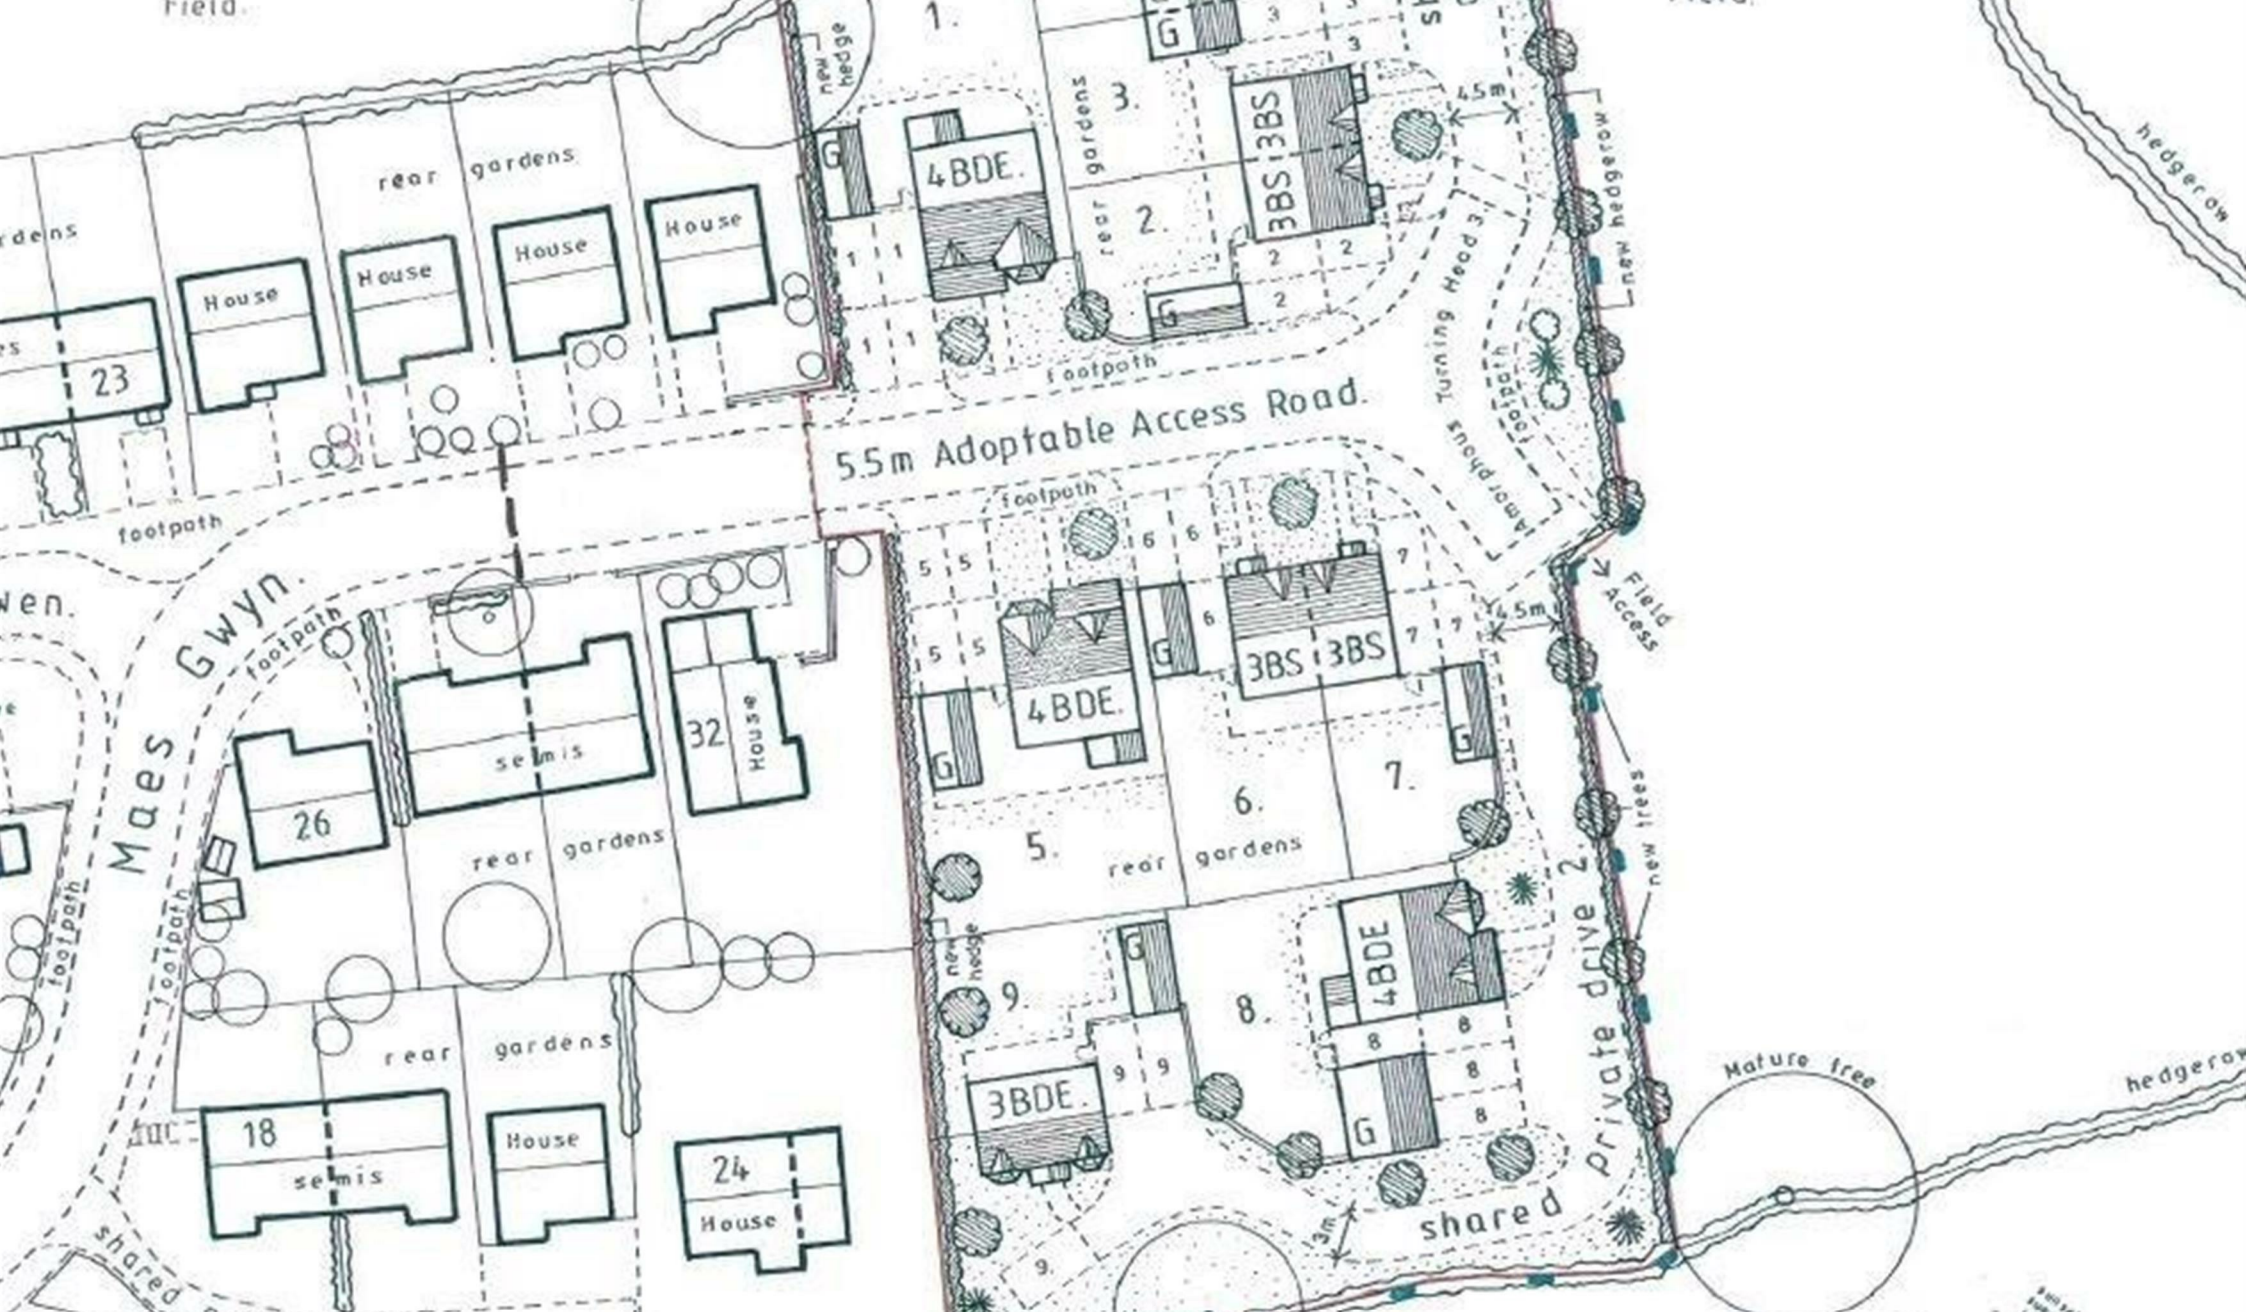 Field.
new hedge
1.
G
3
3
3
3.
rear gardens
2.
3BS 3BS
4.5m
new hedgerow
hedgerow
rear gardens
G
4BDE.
1 1
1 1
2 2
2
G
House
House
House
House
23
footpath
footpath
5.5m Adoptable Access Road.
Amorphous Turning Head 3
footpath
footpath
Maes Gwyn.
footpath
footpath
footpath
5 5
5 5
6 6
6
7
7 7
4.5m
Field Access
4BDE.
G
G
3BS 3BS
G
32 House
semis
26
rear gardens
5.
6.
7.
rear gardens
new trees
new hedge
9.
G
8.
4BDE
8 8
8
8
G
9 9
3BDE.
9.
3m
shared private drive 2.
Mature tree
hedgerow
rear gardens
18
semis
House
24
House
shared